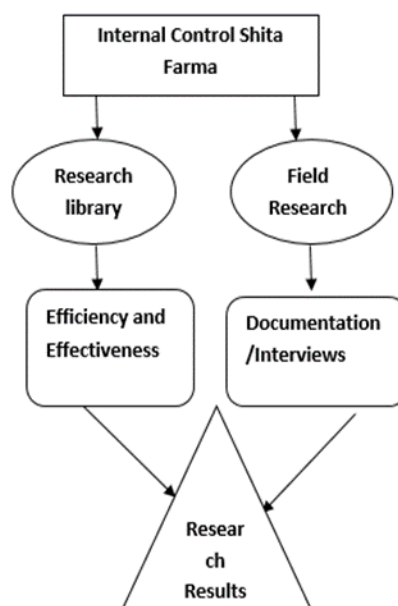 Internal Control Shita
Farma
Research
library
Field
Research
Efficiency and
Effectiveness
Documentation
/Interviews
Resear
ch
Results